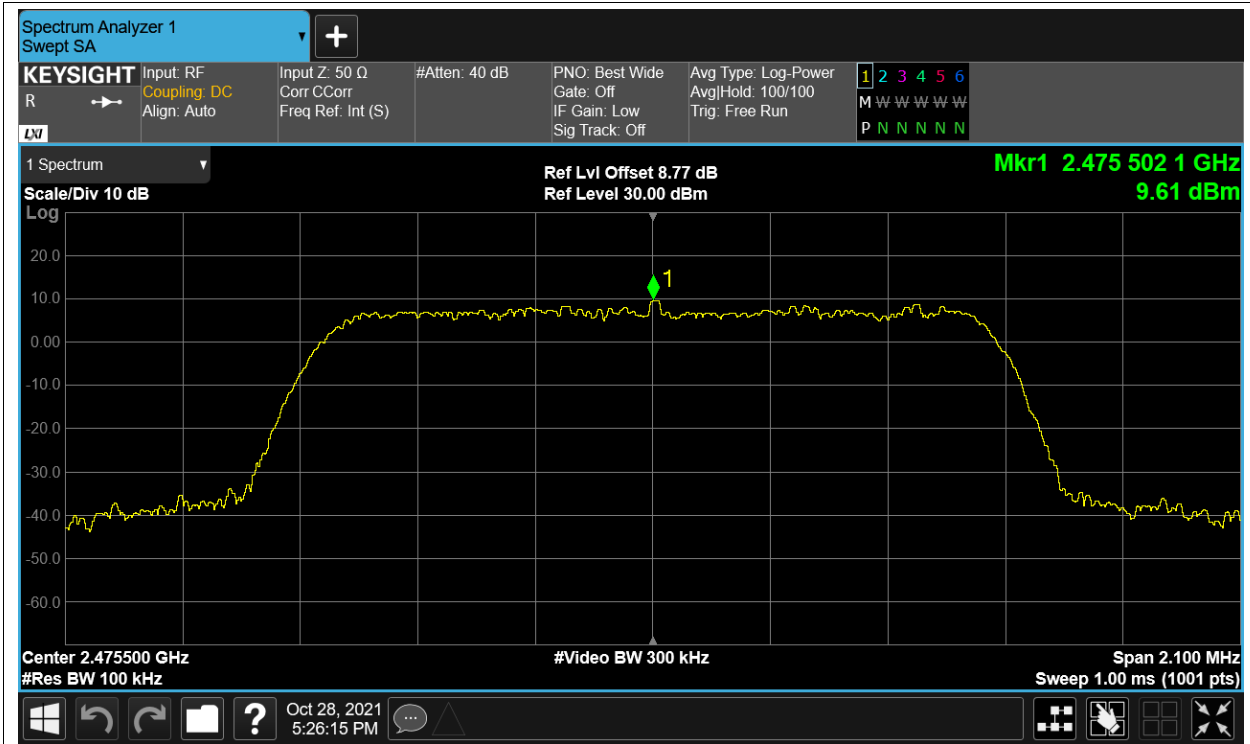 Spectrum Analyzer 1
Swept SA
+
KEYSIGHT
R
LXI
Input: RF
Coupling: DC
Align: Auto
Input Z: 50 Ω
Corr CCorr
Freq Ref: Int (S)
#Atten: 40 dB
PNO: Best Wide
Gate: Off
IF Gain: Low
Sig Track: Off
Avg Type: Log-Power
Avg|Hold: 100/100
Trig: Free Run
1 2 3 4 5 6
M W W W W W
P N N N N N
1 Spectrum
Scale/Div 10 dB
Ref Lvl Offset 8.77 dB
Ref Level 30.00 dBm
Mkr1 2.475 502 1 GHz
9.61 dBm
Log
20.0
10.0
0.00
-10.0
-20.0
-30.0
-40.0
-50.0
-60.0
1
Center 2.475500 GHz
#Res BW 100 kHz
#Video BW 300 kHz
Span 2.100 MHz
Sweep 1.00 ms (1001 pts)
?
Oct 28, 2021
5:26:15 PM